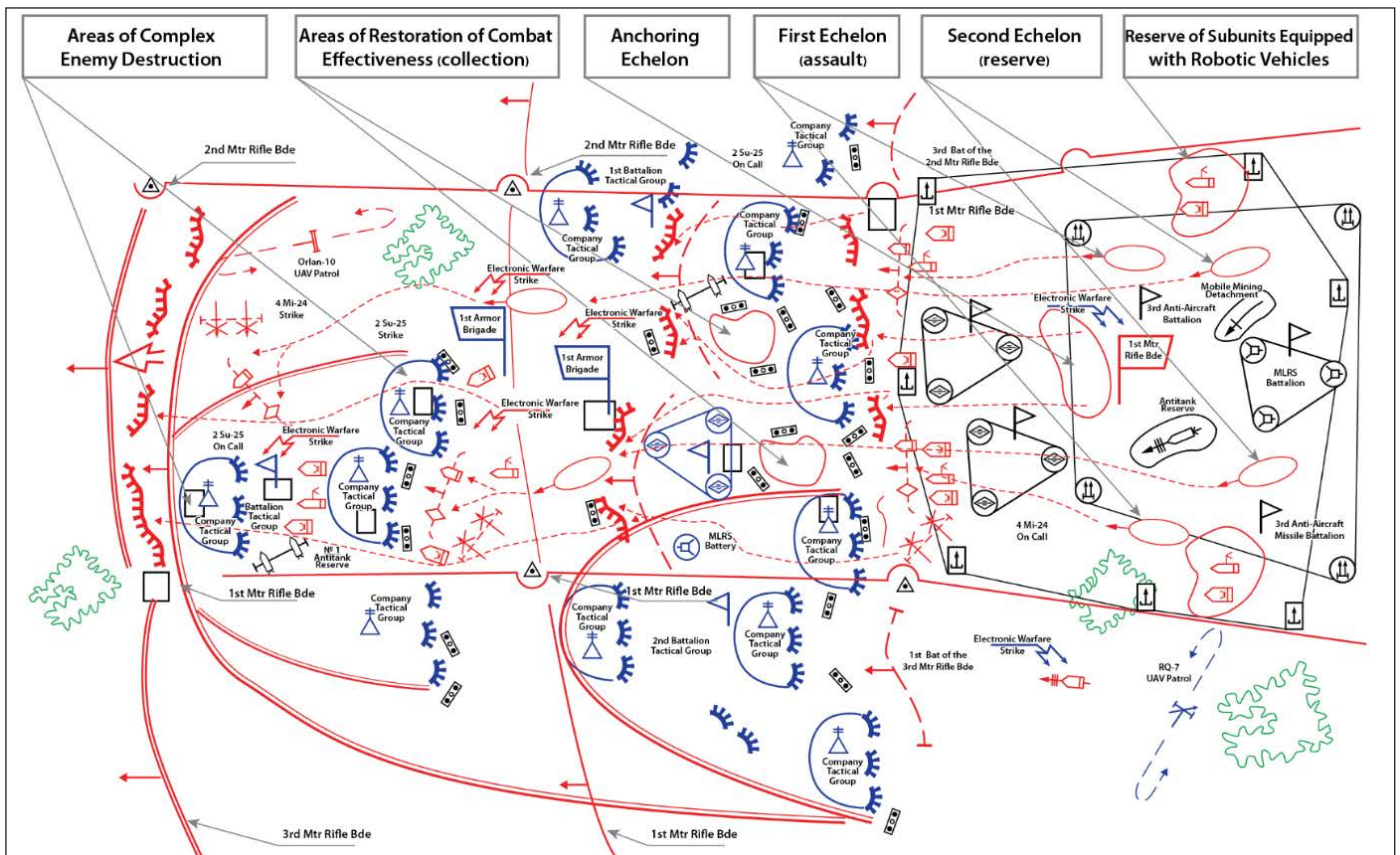 Areas of Complex
Enemy Destruction
Areas of Restoration of Combat
Effectiveness (collection)
Anchoring
Echelon
First Echelon
(assault)
Second Echelon
(reserve)
Reserve of Subunits Equipped
with Robotic Vehicles
2nd Mtr Rifle Bde
2nd Mtr Rifle Bde
1st Battalion
Tactical Group
Company
Tactical
Group
2 Su-25
On Call
Company
Tactical
Group
3rd Bat of the
2nd Mtr Rifle Bde
1st Mtr Rifle Bde
Company
Tactical
Group
Orlan-10
UAV Patrol
Electronic Warfare
Strike
4 Mi-24
Strike
2 Su-25
Strike
1st Armor
Brigade
Electronic Warfare
Strike
1st Armor
Brigade
Company
Tactical
Group
Electronic Warfare
Strike
3rd Anti-Aircraft
Battalion
Mobile Mining
Detachment
1st Mtr
Rifle Bde
MLRS
Battalion
Antitank
Reserve
Company
Tactical
Group
Electronic Warfare
Strike
2 Su-25
On Call
Electronic Warfare
Strike
Company
Tactical
Group
Battalion
Tactical
Group
Company
Tactical
Group
№ 1
Antitank
Reserve
MLRS
Battery
Company
Tactical
Group
4 Mi-24
On Call
3rd Anti-Aircraft
Missile Battalion
1st Mtr Rifle Bde
Company
Tactical
Group
1st Mtr Rifle Bde
Company
Tactical
Group
2nd Battalion
Tactical Group
Company
Tactical
Group
1st Bat of the
3rd Mtr Rifle Bde
Electronic Warfare
Strike
RQ-7
UAV Patrol
Company
Tactical
Group
3rd Mtr Rifle Bde
1st Mtr Rifle Bde